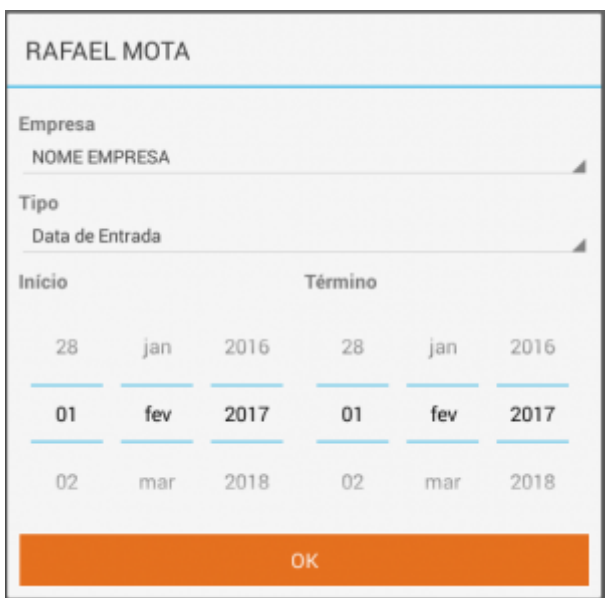 RAFAEL MOTA
Empresa
NOME EMPRESA
Tipo
Data de Entrada
Início Término
28 jan 2016 28 jan 2016
01 fev 2017 01 fev 2017
02 mar 2018 02 mar 2018
OK